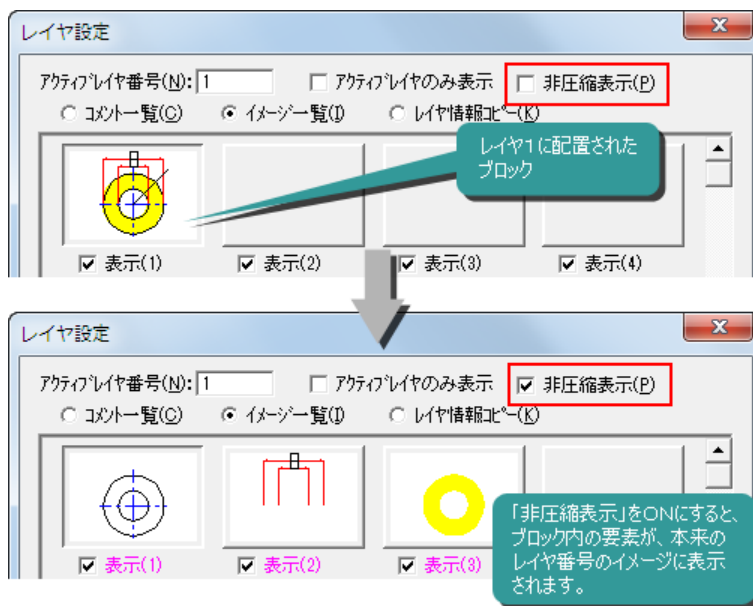 レイヤ設定
アクティブレイヤ番号(N): 1 アクティブレイヤのみ表示 非圧縮表示(P)
コメント一覧(C) イメージ一覧(I) レイヤ情報コピー(K)
レイヤ1に配置された
ブロック
表示(1) 表示(2) 表示(3) 表示(4)
レイヤ設定
アクティブレイヤ番号(N): 1 アクティブレイヤのみ表示 非圧縮表示(P)
コメント一覧(C) イメージ一覧(I) レイヤ情報コピー(K)
「非圧縮表示」をONにすると、
ブロック内の要素が、本来の
レイヤ番号のイメージに表示
されます。
表示(1) 表示(2) 表示(3)